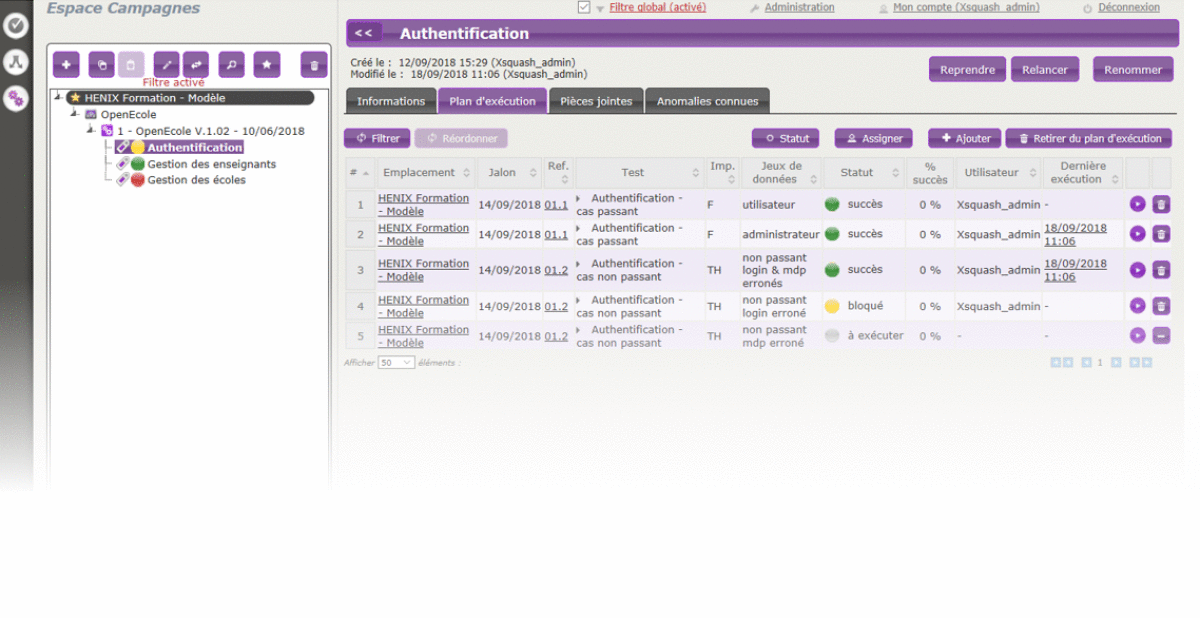 Espace Campagnes
Filtre global (activé)
Administration
Mon compte (Xsquash_admin)
Déconnexion
<<
Authentification
Créé le : 12/09/2018 15:29 (Xsquash_admin)
Modifié le : 18/09/2018 11:06 (Xsquash_admin)
Reprendre
Relancer
Renommer
Filtre activé
HENIX Formation - Modèle
OpenEcole
1 - OpenEcole V.1.02 - 10/06/2018
Authentification
Gestion des enseignants
Gestion des écoles
Informations
Plan d'exécution
Pièces jointes
Anomalies connues
Filtrer
Réordonner
Statut
Assigner
Ajouter
Retirer du plan d'exécution
# Emplacement Jalon Ref. Test Imp. Jeux de données Statut % succès Utilisateur Dernière exécution
1 HENIX Formation - Modèle 14/09/2018 01.1 Authentification - cas passant F utilisateur succès 0 % Xsquash_admin -
2 HENIX Formation - Modèle 14/09/2018 01.1 Authentification - cas passant F administrateur succès 0 % Xsquash_admin 18/09/2018 11:06
3 HENIX Formation - Modèle 14/09/2018 01.2 Authentification - cas non passant TH non passant login & mdp erronés succès 0 % Xsquash_admin 18/09/2018 11:06
4 HENIX Formation - Modèle 14/09/2018 01.2 Authentification - cas non passant TH non passant login erroné bloqué 0 % Xsquash_admin -
5 HENIX Formation - Modèle 14/09/2018 01.2 Authentification - cas non passant TH non passant mdp erroné à exécuter 0 % - -
Afficher 50 éléments :
1